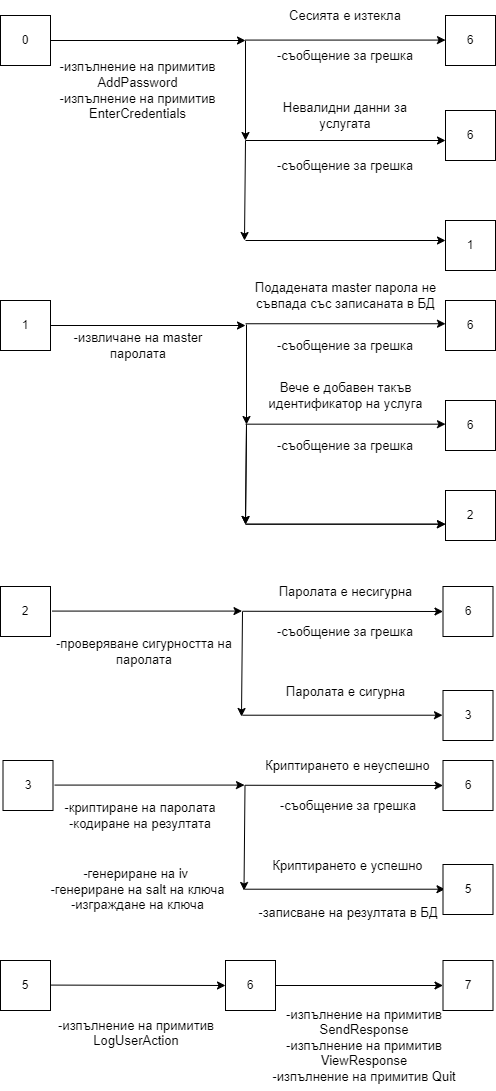 Сесията е изтекла
0
6
-изпълнение на примитив
AddPassword
-изпълнение на примитив
EnterCredentials
-съобщение за грешка
Невалидни данни за
услугата
6
-съобщение за грешка
1
Подадената master парола не
съвпада със записаната в БД
1
6
-извличане на master
паролата
-съобщение за грешка
Вече е добавен такъв
идентификатор на услуга
6
-съобщение за грешка
2
Паролата е несигурна
2
6
-проверяване сигурността на
паролата
-съобщение за грешка
Паролата е сигурна
3
Криптирането е неуспешно
3
6
-криптиране на паролата
-кодиране на резултата
-съобщение за грешка
-генериране на iv
-генериране на salt на ключа
-изграждане на ключа
Криптирането е успешно
5
-записване на резултата в БД
5
6
7
-изпълнение на примитив
LogUserAction
-изпълнение на примитив
SendResponse
-изпълнение на примитив
ViewResponse
-изпълнение на примитив Quit